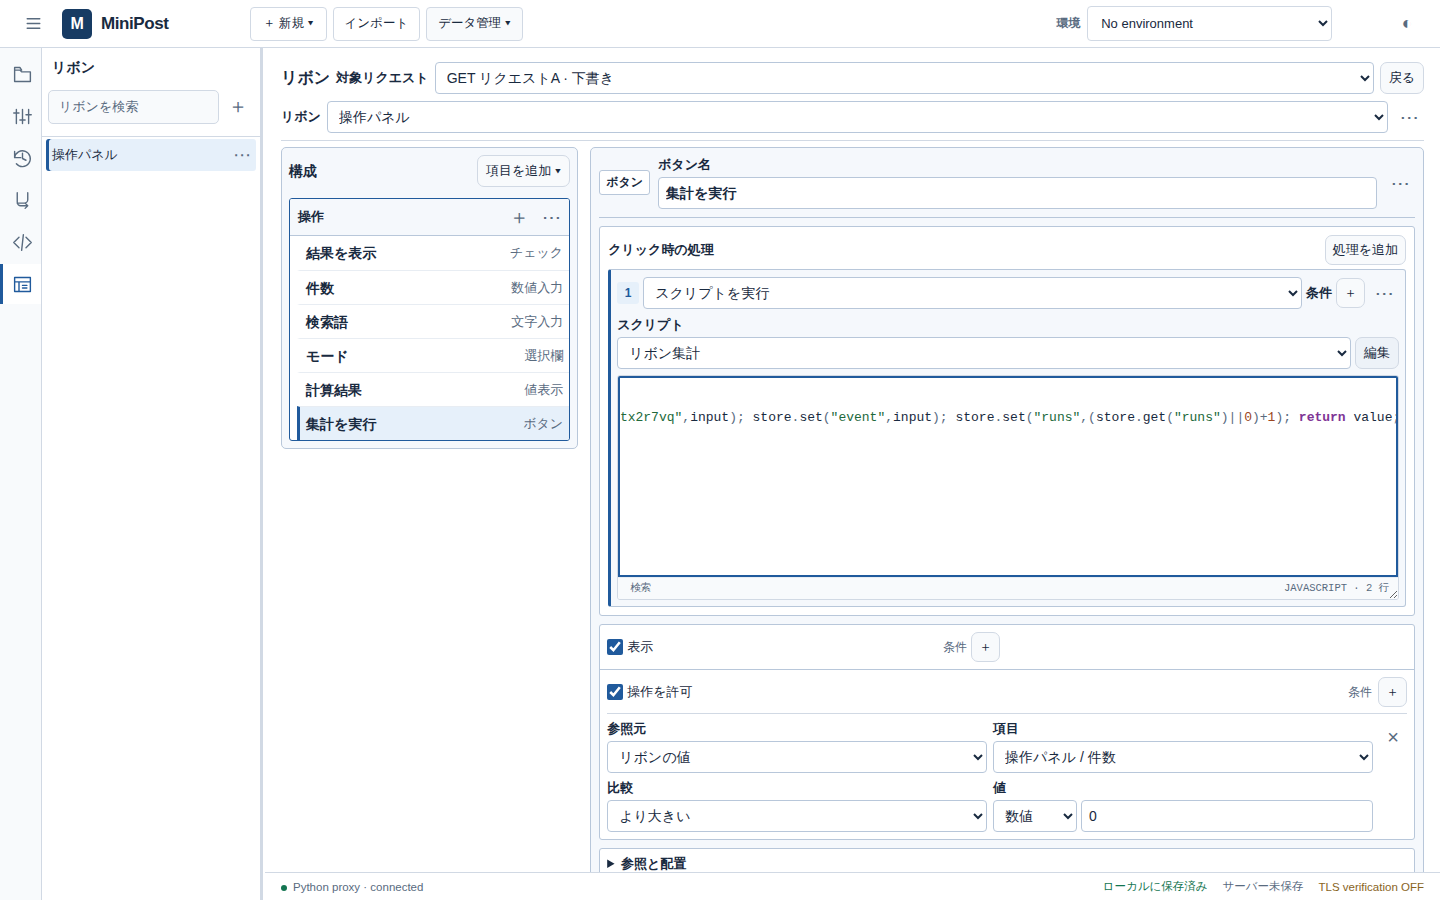 M MiniPost
＋ 新規 ▾
インポート
データ管理 ▾
環境
No environment
リボン
リボンを検索
＋
操作パネル
···
リボン 対象リクエスト
GET リクエストA · 下書き
戻る
リボン
操作パネル
···
構成
項目を追加 ▾
操作
＋
···
結果を表示 チェック
件数 数値入力
検索語 文字入力
モード 選択欄
計算結果 値表示
集計を実行 ボタン
ボタン
ボタン名
集計を実行
···
クリック時の処理
処理を追加
1
スクリプトを実行
条件
＋
···
スクリプト
リボン集計
編集
tx2r7vq",input); store.set("event",input); store.set("runs",(store.get("runs")||0)+1); return value;
検索
JAVASCRIPT · 2 行
表示
条件
＋
操作を許可
条件
＋
参照元
項目
リボンの値
操作パネル / 件数
×
比較
値
より大きい
数値
0
▶ 参照と配置
Python proxy · connected
ローカルに保存済み
サーバー未保存
TLS verification OFF